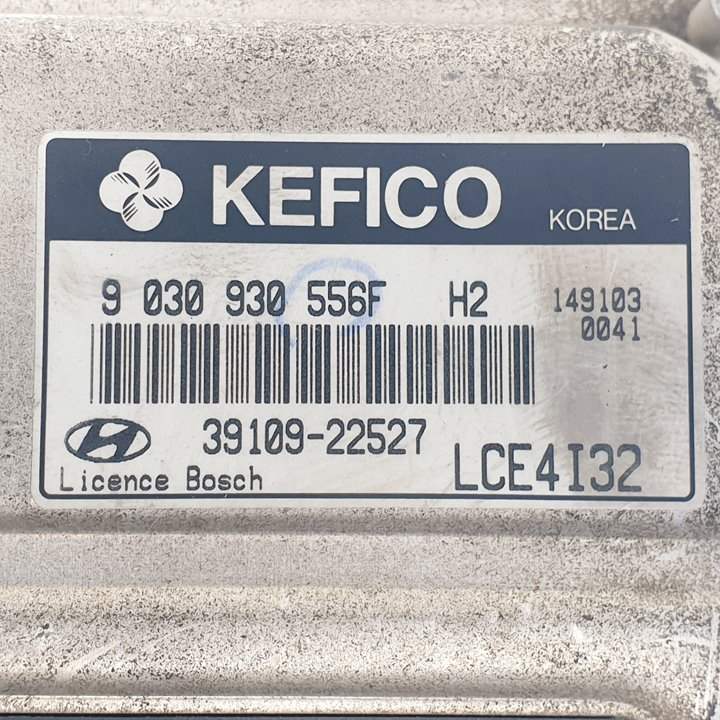 KEFICO KOREA
9 030 930 556F H2 149103
0041
39109-22527 LCE4I32
Licence Bosch